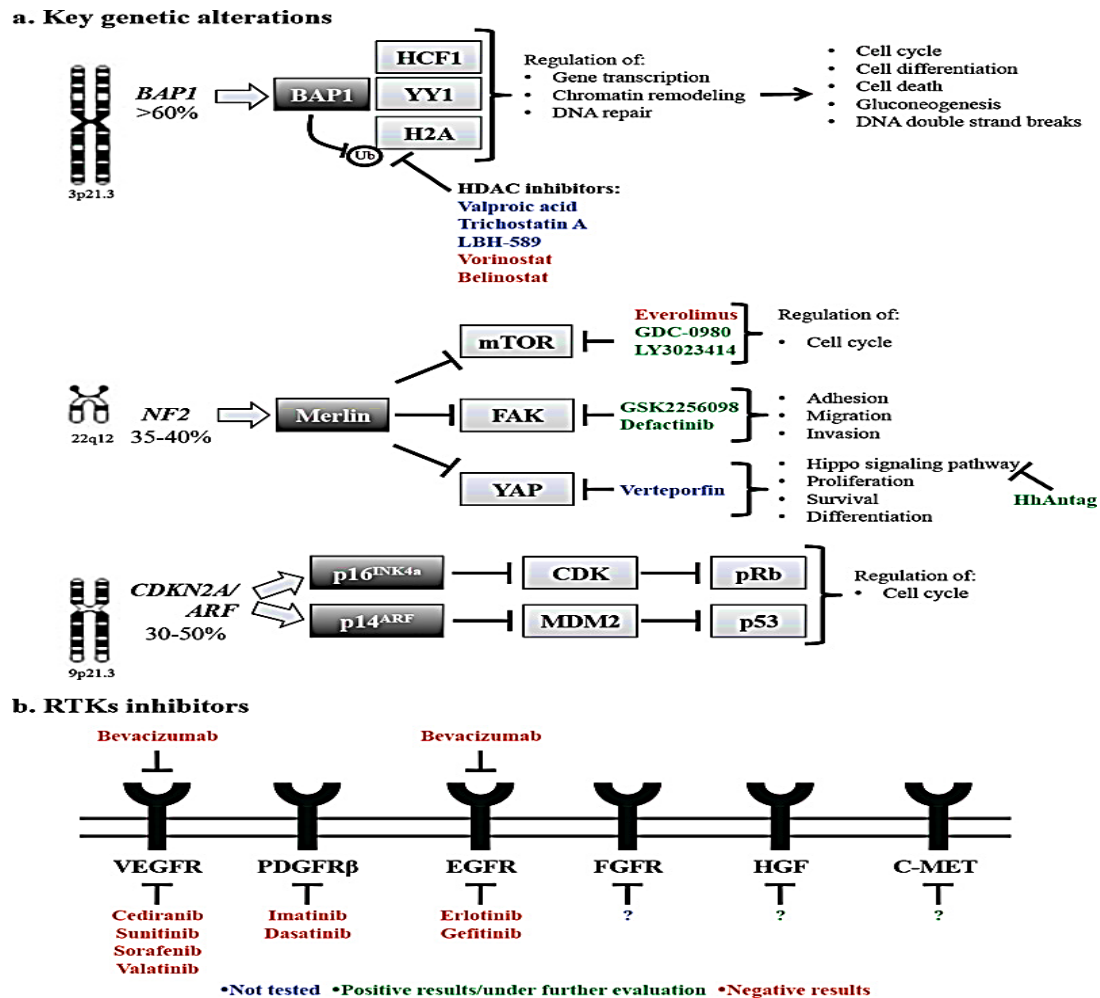 a. Key genetic alterations
3p21.3
BAP1
>60%
BAP1
HCF1
YY1
H2A
Ub
Regulation of:
• Gene transcription
• Chromatin remodeling
• DNA repair
• Cell cycle
• Cell differentiation
• Cell death
• Gluconeogenesis
• DNA double strand breaks
HDAC inhibitors:
Valproic acid
Trichostatin A
LBH-589
Vorinostat
Belinostat
22q12
NF2
35-40%
Merlin
mTOR
Everolimus
GDC-0980
LY3023414
Regulation of:
• Cell cycle
FAK
GSK2256098
Defactinib
• Adhesion
• Migration
• Invasion
YAP
Verteporfin
• Hippo signaling pathway
• Proliferation
• Survival
• Differentiation
HhAntag
9p21.3
CDKN2A/
ARF
30-50%
p16INK4a
CDK
pRb
p14ARF
MDM2
p53
Regulation of:
• Cell cycle
b. RTKs inhibitors
Bevacizumab
Bevacizumab
VEGFR PDGFRβ EGFR FGFR HGF C-MET
Cediranib
Sunitinib
Sorafenib
Valatinib
Imatinib
Dasatinib
Erlotinib
Gefitinib
?
?
?
•Not tested •Positive results/under further evaluation •Negative results